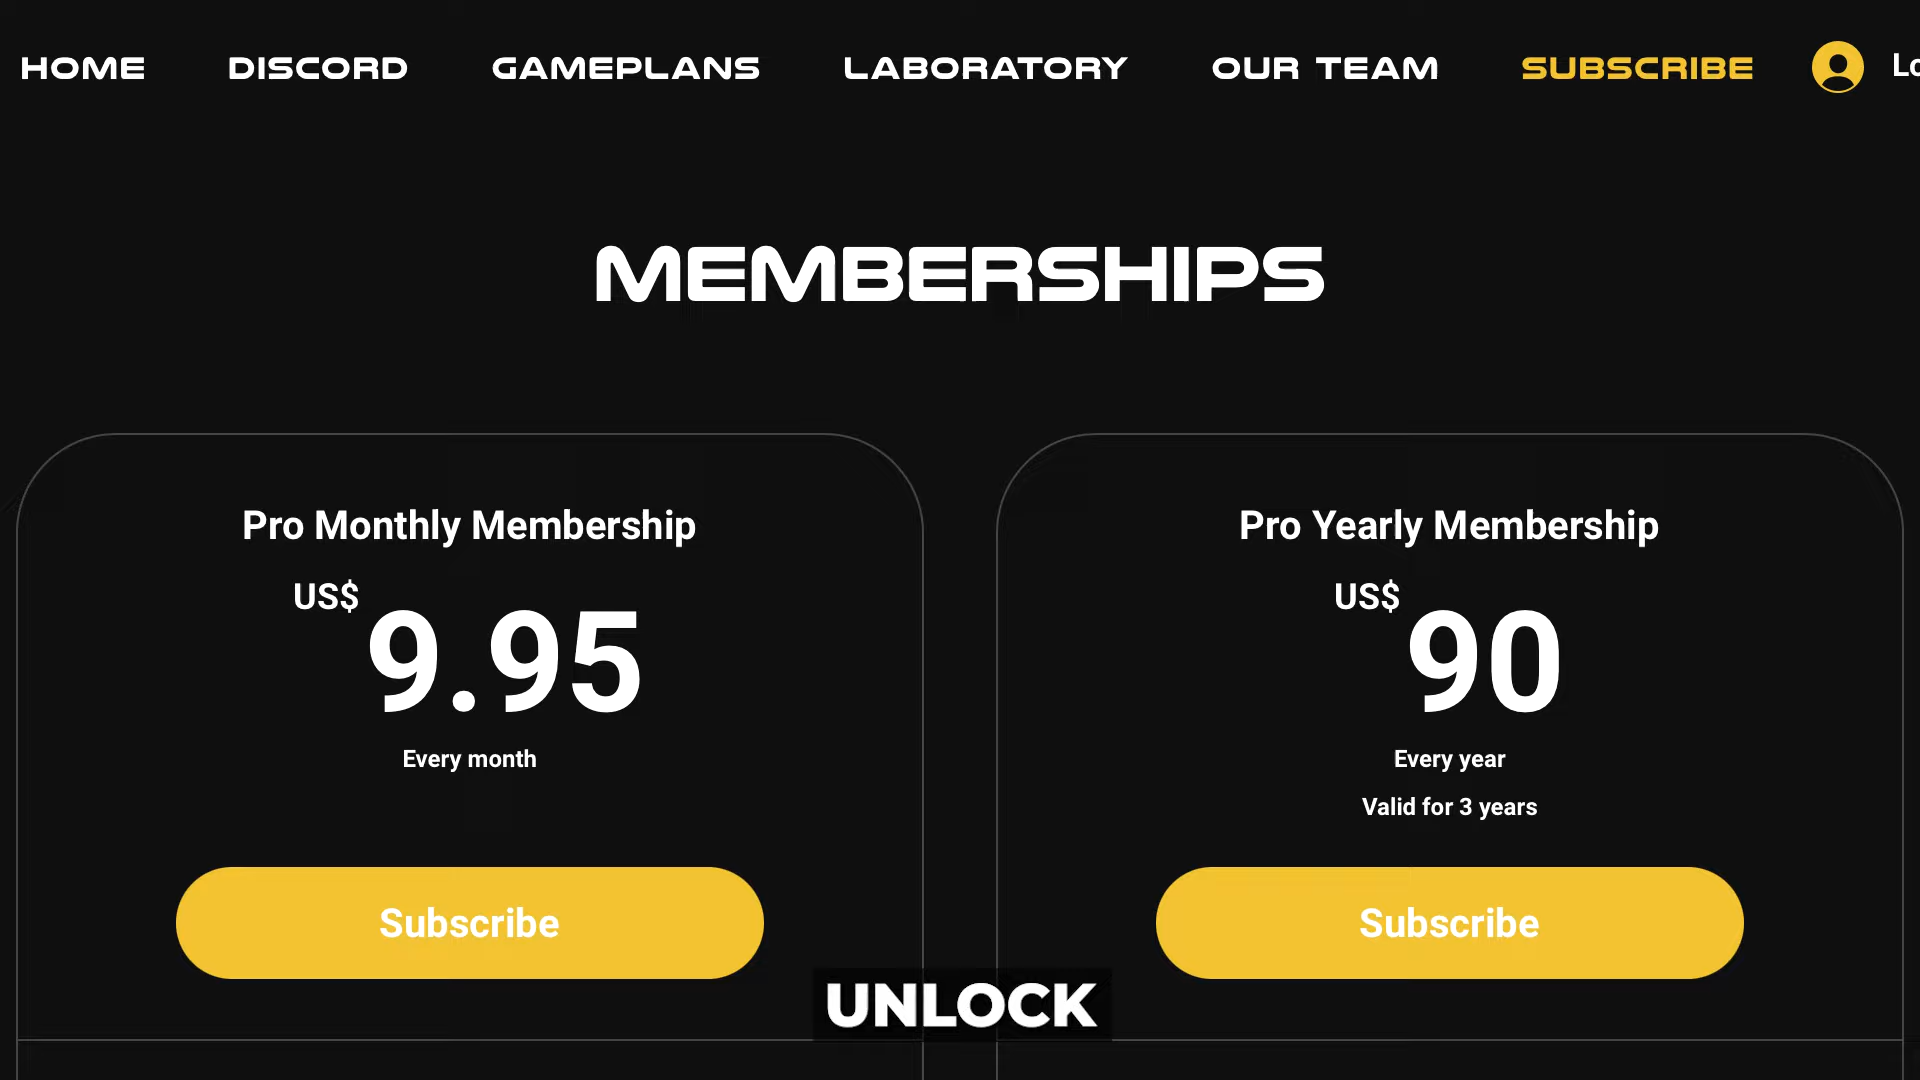 HOME DISCORD GAMEPLANS LABORATORY OUR TEAM SUBSCRIBE Lo
MEMBERSHIPS
Pro Monthly Membership
US$ 9.95
Every month
Subscribe
Pro Yearly Membership
US$ 90
Every year
Valid for 3 years
Subscribe
UNLOCK